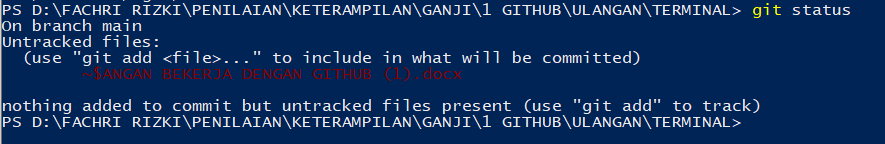 PS D:\FACHRI RIZKI\PENILAIAN\KETERAMPILAN\GANJI\1 GITHUB\ULANGAN\TERMINAL> git status
On branch main
Untracked files:
  (use "git add <file>..." to include in what will be committed)
        ~$ANGAN BEKERJA DENGAN GITHUB (1).docx

nothing added to commit but untracked files present (use "git add" to track)
PS D:\FACHRI RIZKI\PENILAIAN\KETERAMPILAN\GANJI\1 GITHUB\ULANGAN\TERMINAL>